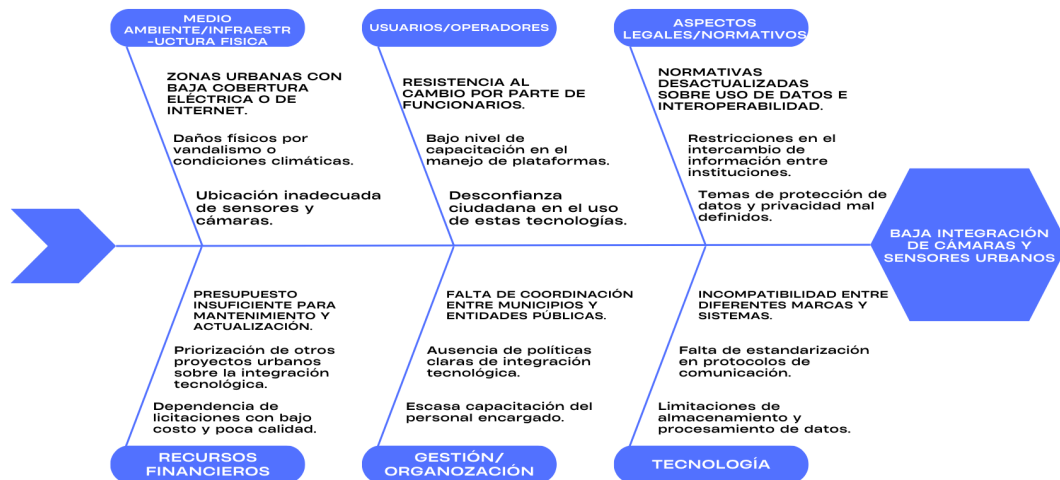 MEDIO
AMBIENTE/INFRAESTR
-UCTURA FISICA
ZONAS URBANAS CON
BAJA COBERTURA
ELÉCTRICA O DE
INTERNET.
Daños físicos por
vandalismo o
condiciones climáticas.
Ubicación inadecuada
de sensores y
cámaras.
USUARIOS/OPERADORES
RESISTENCIA AL
CAMBIO POR PARTE DE
FUNCIONARIOS.
Bajo nivel de
capacitación en el
manejo de plataformas.
Desconfianza
ciudadana en el uso
de estas tecnologías.
ASPECTOS
LEGALES/NORMATIVOS
NORMATIVAS
DESACTUALIZADAS
SOBRE USO DE DATOS E
INTEROPERABILIDAD.
Restricciones en el
intercambio de
información entre
instituciones.
Temas de protección de
datos y privacidad mal
definidos.
BAJA INTEGRACIÓN
DE CÁMARAS Y
SENSORES URBANOS
PRESUPUESTO
INSUFICIENTE PARA
MANTENIMIENTO Y
ACTUALIZACIÓN.
Priorización de otros
proyectos urbanos
sobre la integración
tecnológica.
Dependencia de
licitaciones con bajo
costo y poca calidad.
RECURSOS
FINANCIEROS
FALTA DE COORDINACIÓN
ENTRE MUNICIPIOS Y
ENTIDADES PÚBLICAS.
Ausencia de políticas
claras de integración
tecnológica.
Escasa capacitación del
personal encargado.
GESTIÓN/
ORGANOZACIÓN
INCOMPATIBILIDAD ENTRE
DIFERENTES MARCAS Y
SISTEMAS.
Falta de estandarización
en protocolos de
comunicación.
Limitaciones de
almacenamiento y
procesamiento de datos.
TECNOLOGÍA